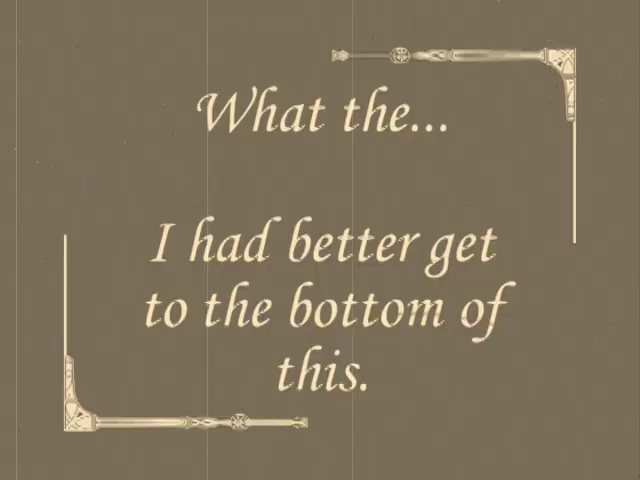 What the...
I had better get
to the bottom of
this.